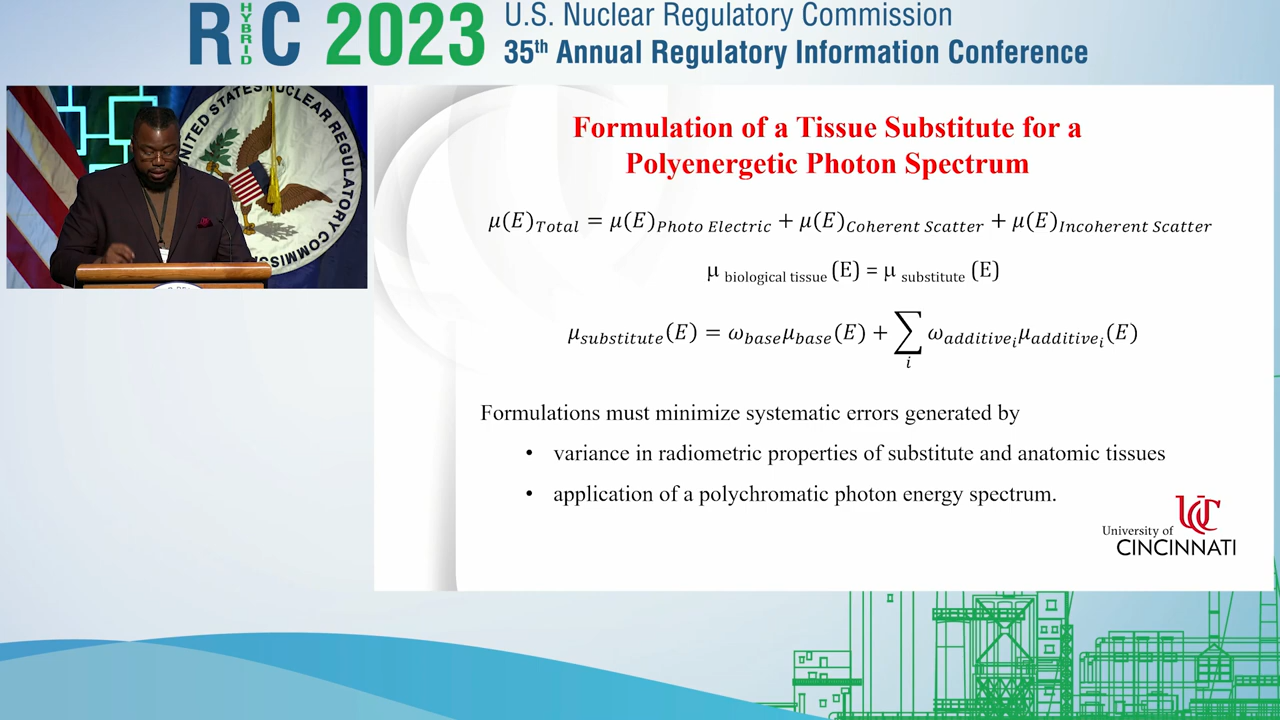 RIC 2023
HYBRID
U.S. Nuclear Regulatory Commission
35th Annual Regulatory Information Conference
UNITED STATES NUCLEAR REGULATORY COMMISSION
Formulation of a Tissue Substitute for a
Polyenergetic Photon Spectrum
μ(E)Total = μ(E)Photo Electric + μ(E)Coherent Scatter + μ(E)Incoherent Scatter
μ biological tissue (E) = μ substitute (E)
μsubstitute(E) = ωbaseμbase(E) + ∑i ωadditiveiμadditivei(E)
Formulations must minimize systematic errors generated by
• variance in radiometric properties of substitute and anatomic tissues
• application of a polychromatic photon energy spectrum.
UC
University of
CINCINNATI